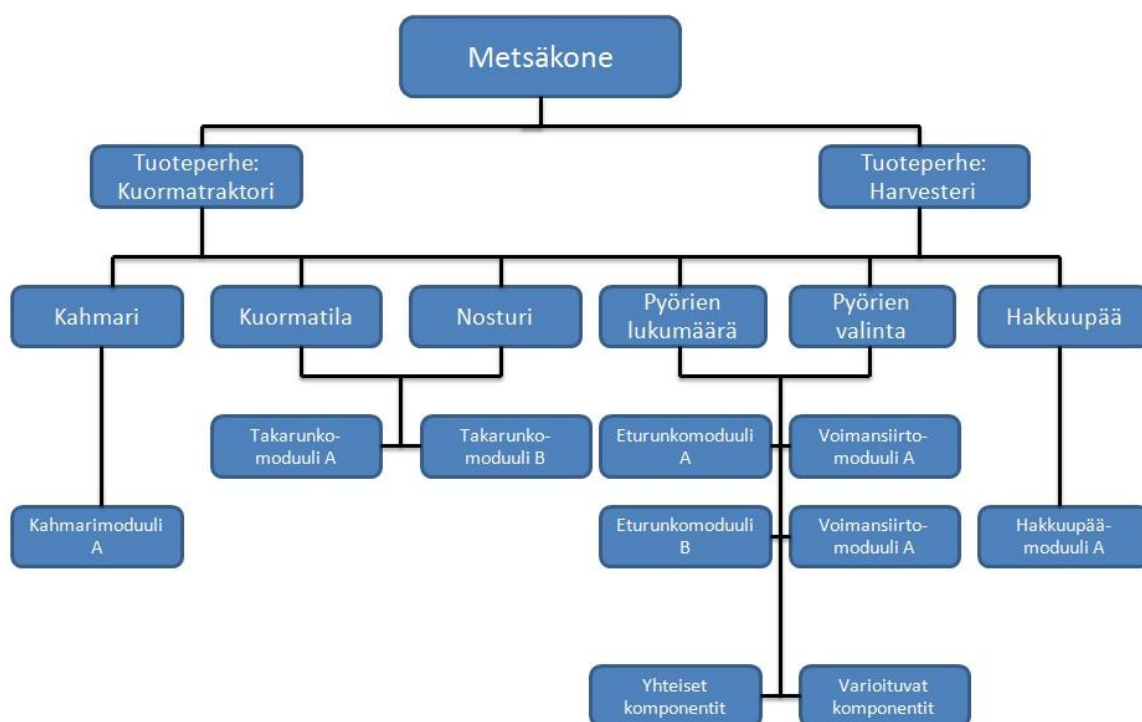 Metsäkone
Tuoteperhe:
Kuormatraktori
Tuoteperhe:
Harvesteri
Kahmari
Kuormatila
Nosturi
Pyörien
lukumäärä
Pyörien
valinta
Hakkuupää
Takarunko-
moduuli A
Takarunko-
moduuli B
Eturunkomoduuli
A
Voimansiirto-
moduuli A
Kahmarimoduuli
A
Eturunkomoduuli
B
Voimansiirto-
moduuli A
Hakkuupää-
moduuli A
Yhteiset
komponentit
Varioituvat
komponentit